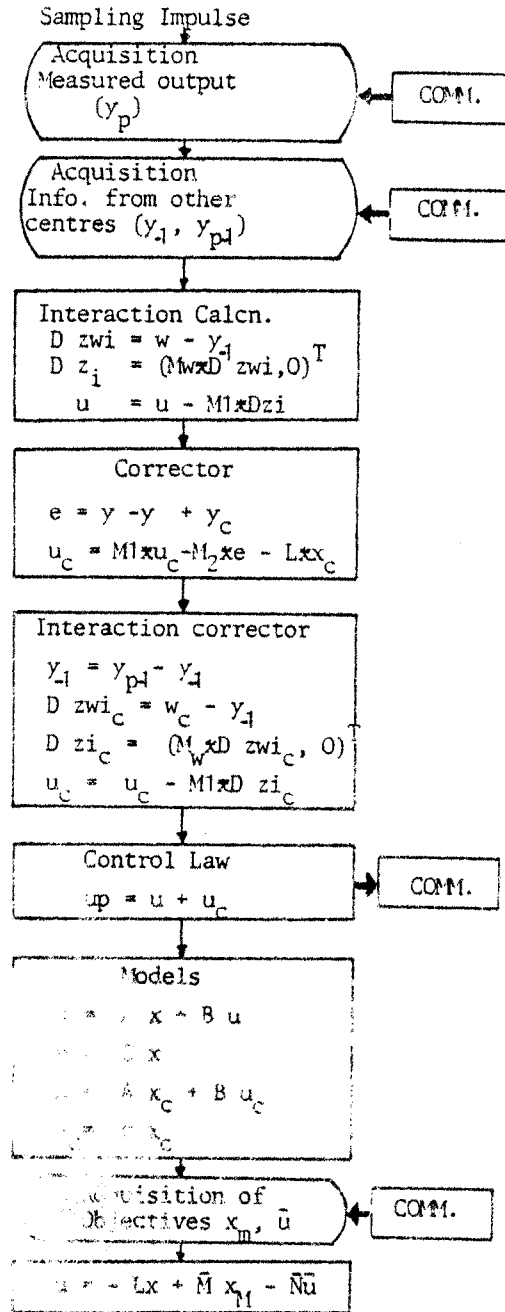 Sampling Impulse
Acquisition
Measured output
(y_p)
COMM.
Acquisition
Info. from other
centres (y_-1, y_p-1)
COMM.
Interaction Calcn.
D zwi = w - y_-1
D z_i = (Mw*D zwi,0)^T
u = u - M1*Dzi
Corrector
e = y - y + y_c
u_c = M1*u_c-M_2*e - L*x_c
Interaction corrector
y_-1 = y_p-1 - y_-1
D zwi_c = w_c - y_-1
D zi_c = (M_w*D zwi_c, 0)^T
u_c = u_c - M1*D zi_c
Control Law
up = u + u_c
COMM.
Models
= x - B u
= x
x_c + B u_c
= x_c
Acquisition of
Objectives x_m, ū
COMM.
= - Lx + M̄ x_M - N̄ū